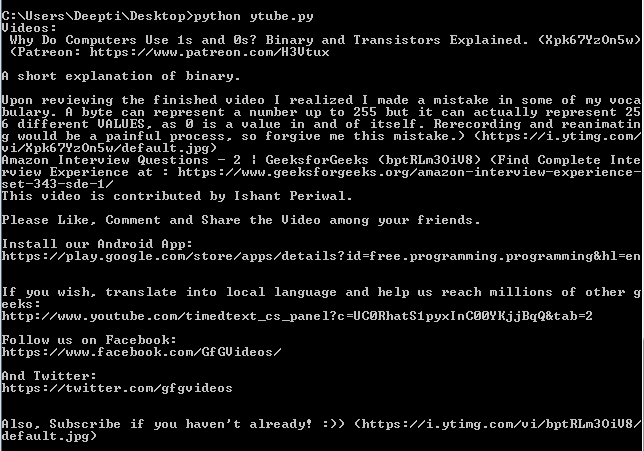 C:\Users\Deepti\Desktop>python ytube.py
Videos:
 Why Do Computers Use 1s and 0s? Binary and Transistors Explained. (Xpk67YzOn5w)
 (Patreon: https://www.patreon.com/H3Vtux
A short explanation of binary.
Upon reviewing the finished video I realized I made a mistake in some of my voca
bulary. A byte can represent a number up to 255 but it can actually represent 25
6 different VALUES, as 0 is a value in and of itself. Rerecording and reanimatin
g would be a painful process, so forgive me this mistake.) (https://i.ytimg.com/
vi/Xpk67YzOn5w/default.jpg)
Amazon Interview Questions - 2 | GeeksforGeeks (bptRLm3OiV8) (Find Complete Inte
rview Experience at : https://www.geeksforgeeks.org/amazon-interview-experience-
set-343-sde-1/
This video is contributed by Ishant Periwal.
Please Like, Comment and Share the Video among your friends.
Install our Android App:
https://play.google.com/store/apps/details?id=free.programming.programming&hl=en
If you wish, translate into local language and help us reach millions of other g
eeks:
http://www.youtube.com/timedtext_cs_panel?c=UC0RhatS1pyxInC00YKjjBqQ&tab=2
Follow us on Facebook:
https://www.facebook.com/GfGVideos/
And Twitter:
https://twitter.com/gfgvideos
Also, Subscribe if you haven't already! :)) (https://i.ytimg.com/vi/bptRLm3OiV8/
default.jpg)